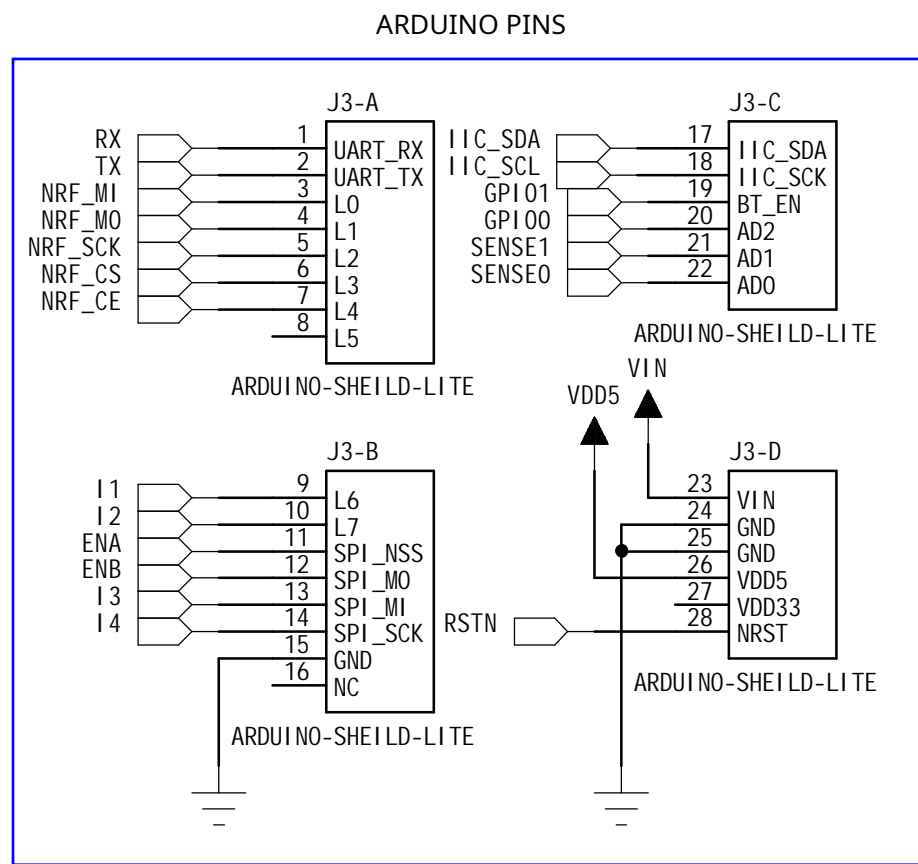 ARDUINO PINS
J3-A
RX 1 UART_RX
TX 2 UART_TX
NRF_MI 3 L0
NRF_MO 4 L1
NRF_SCK 5 L2
NRF_CS 6 L3
NRF_CE 7 L4
8 L5
ARDUINO-SHEILD-LITE
J3-C
IIC_SDA 17 IIC_SDA
IIC_SCL 18 IIC_SCK
GPIO1 19 BT_EN
GPIO0 20 AD2
SENSE1 21 AD1
SENSE0 22 AD0
ARDUINO-SHEILD-LITE
J3-B
I1 9 L6
I2 10 L7
ENA 11 SPI_NSS
ENB 12 SPI_MO
I3 13 SPI_MI
I4 14 SPI_SCK
15 GND
16 NC
ARDUINO-SHEILD-LITE
VIN
VDD5
J3-D
23 VIN
24 GND
25 GND
26 VDD5
27 VDD33
RSTN 28 NRST
ARDUINO-SHEILD-LITE